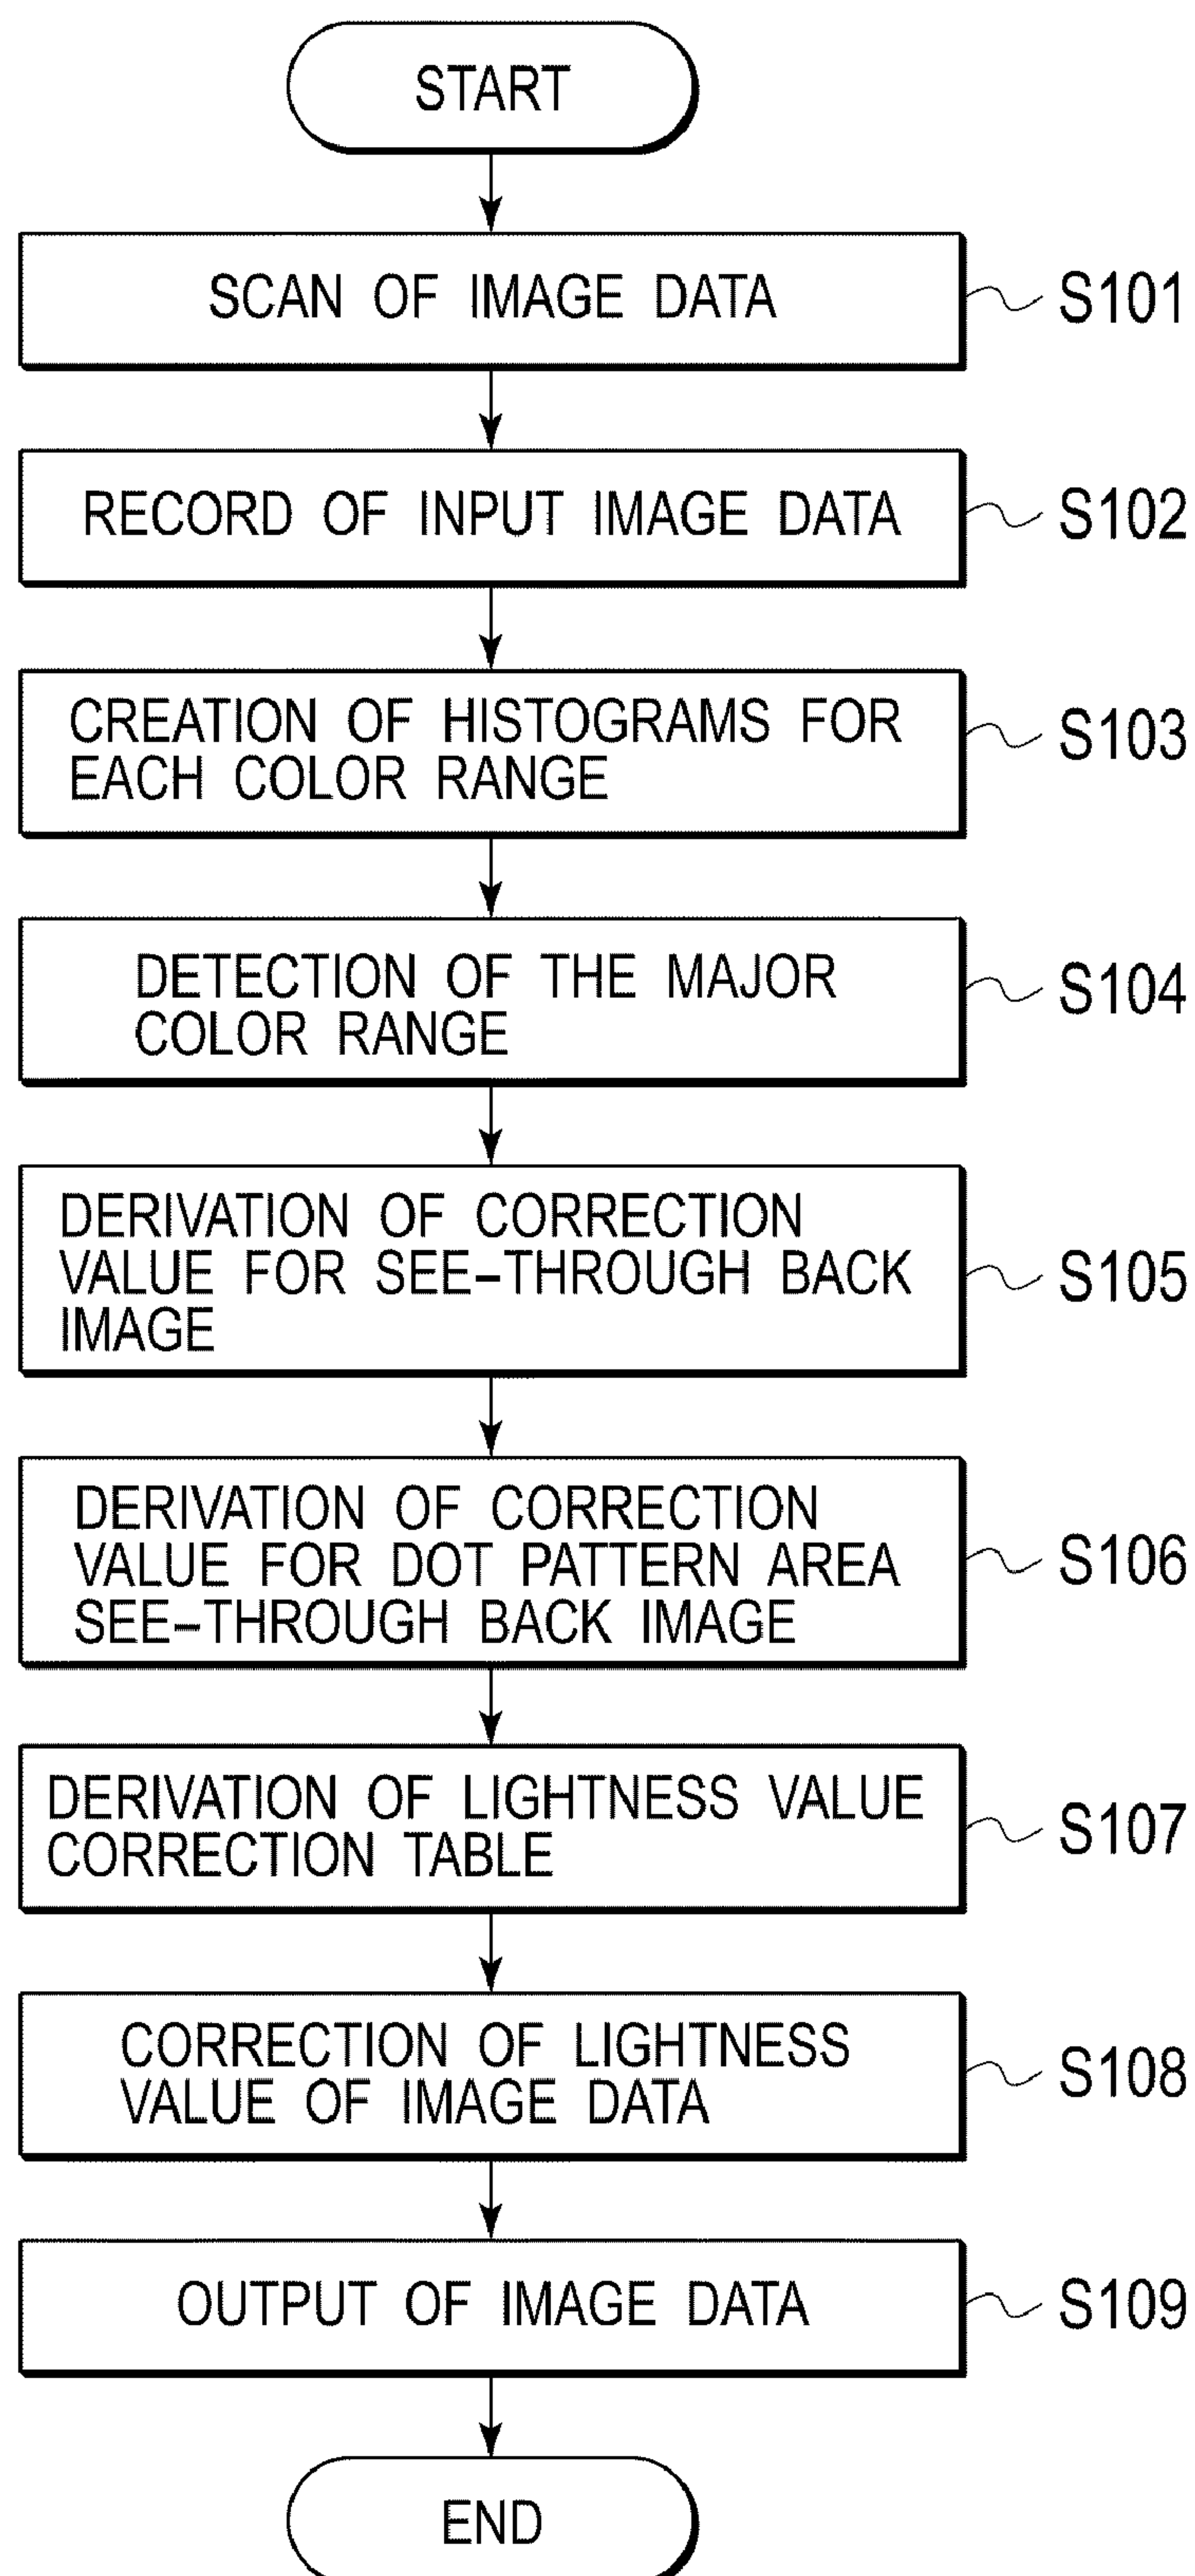 START
SCAN OF IMAGE DATA
S101
RECORD OF INPUT IMAGE DATA
S102
CREATION OF HISTOGRAMS FOR
EACH COLOR RANGE
S103
DETECTION OF THE MAJOR
COLOR RANGE
S104
DERIVATION OF CORRECTION
VALUE FOR SEE-THROUGH BACK
IMAGE
S105
DERIVATION OF CORRECTION
VALUE FOR DOT PATTERN AREA
SEE-THROUGH BACK IMAGE
S106
DERIVATION OF LIGHTNESS VALUE
CORRECTION TABLE
S107
CORRECTION OF LIGHTNESS
VALUE OF IMAGE DATA
S108
OUTPUT OF IMAGE DATA
S109
END